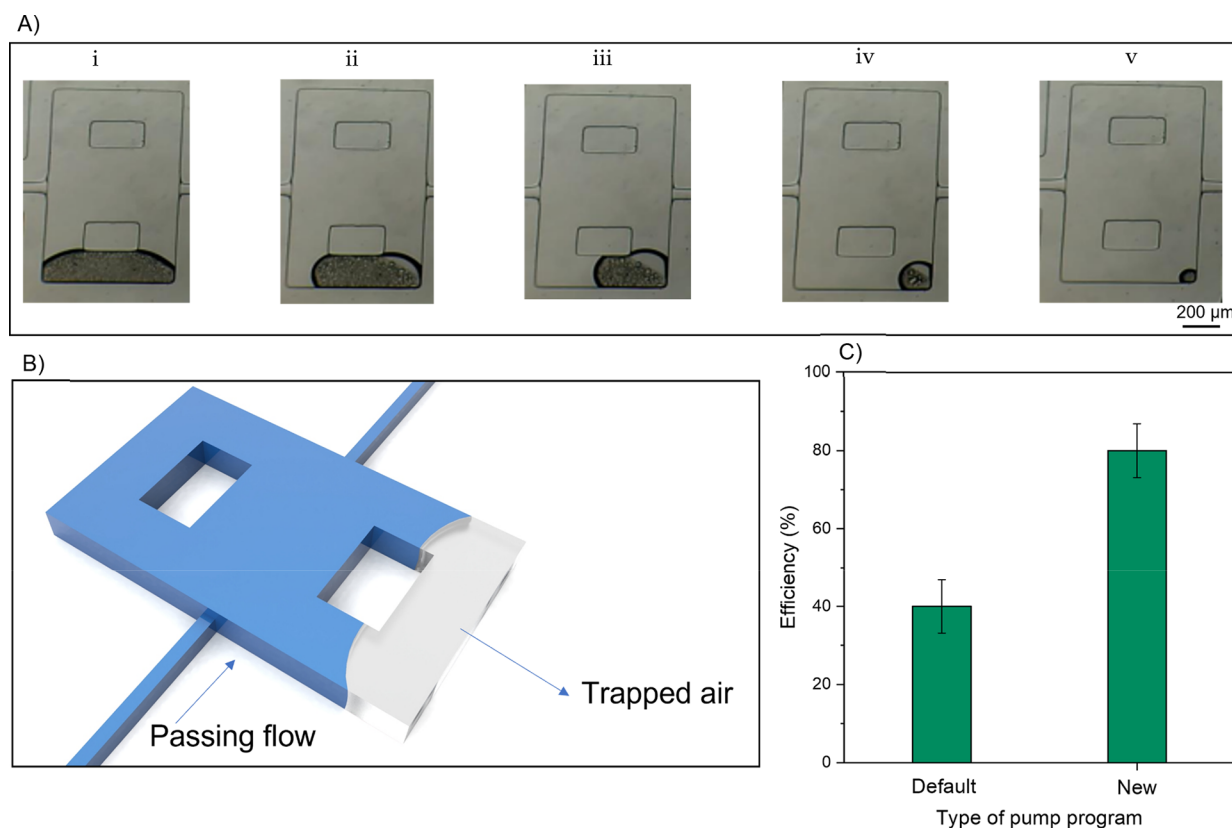 A)
i ii iii iv v
200 µm
B)
Passing flow
Trapped air
C)
100
80
60
40
20
0
Efficiency (%)
Default New
Type of pump program